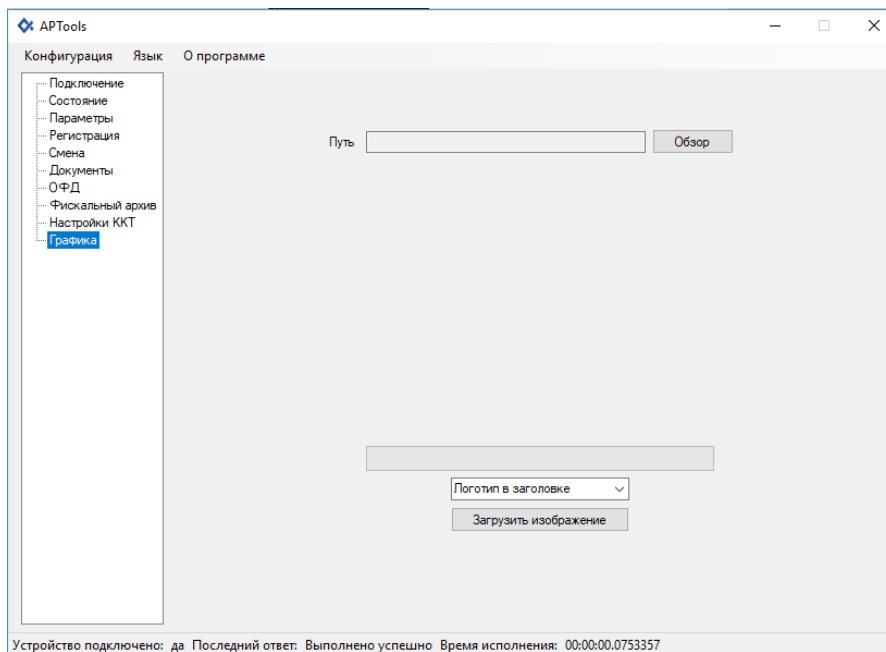 APTools
Конфигурация Язык О программе
Подключение
Состояние
Параметры
Регистрация
Смена
Документы
ОФД
Фискальный архив
Настройки ККТ
Графика
Путь Обзор
Логотип в заголовке
Загрузить изображение
Устройство подключено: да Последний ответ: Выполнено успешно Время исполнения: 00:00:00.0753357